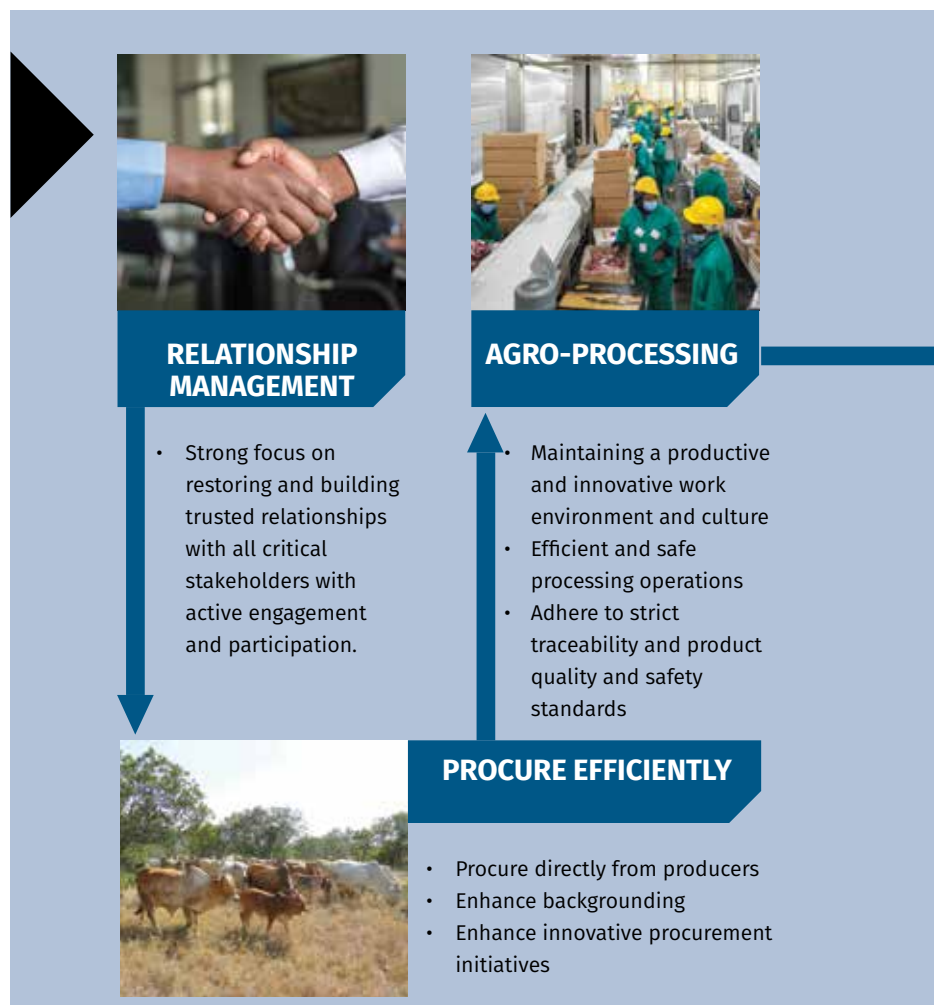 RELATIONSHIP
MANAGEMENT
• Strong focus on
restoring and building
trusted relationships
with all critical
stakeholders with
active engagement
and participation.
AGRO-PROCESSING
• Maintaining a productive
and innovative work
environment and culture
• Efficient and safe
processing operations
• Adhere to strict
traceability and product
quality and safety
standards
PROCURE EFFICIENTLY
• Procure directly from producers
• Enhance backgrounding
• Enhance innovative procurement
initiatives